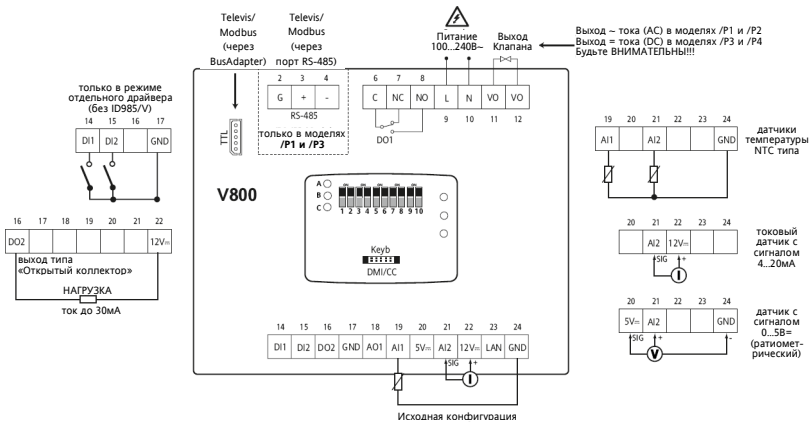 Televis/
Modbus
(через
BusAdapter)
Televis/
Modbus
(через
порт RS-485)
Питание
100...240В~
Выход
Клапана
Выход ~ тока (AC) в моделях /P1 и /P2
Выход = тока (DC) в моделях /P3 и /P4
Будьте ВНИМАТЕЛЬНЫ!!!
2 3 4
G + -
RS-485
только в моделях
/P1 и /P3
6 7 8
C NC NO L N VO VO
9 10 11 12
DO1
TTL
только в режиме
отдельного драйвера
(без ID985/V)
14 15 16 17
DI1 DI2 GND
16 17 18 19 20 21 22
DO2 12V=
выход типа
«Открытый коллектор»
НАГРУЗКА
ток до 30мА
V800
A
B
C
ON ON ON ON ON
1 2 3 4 5 6 7 8 9 10
Keyb
DMI/CC
14 15 16 17 18 19 20 21 22 23 24
DI1 DI2 DO2 GND AO1 AI1 5V= AI2 12V= LAN GND
SIG +
I
Исходная конфигурация
19 20 21 22 23 24
AI1 AI2 GND
датчики
температуры
NTC типа
20 21 22 23 24
AI2 12V=
SIG +
I
токовый
датчик с
сигналом
4...20мА
20 21 22 23 24
5V= AI2 GND
SIG + -
V
датчик с
сигналом
0...5В=
(ратиомет-
рический)